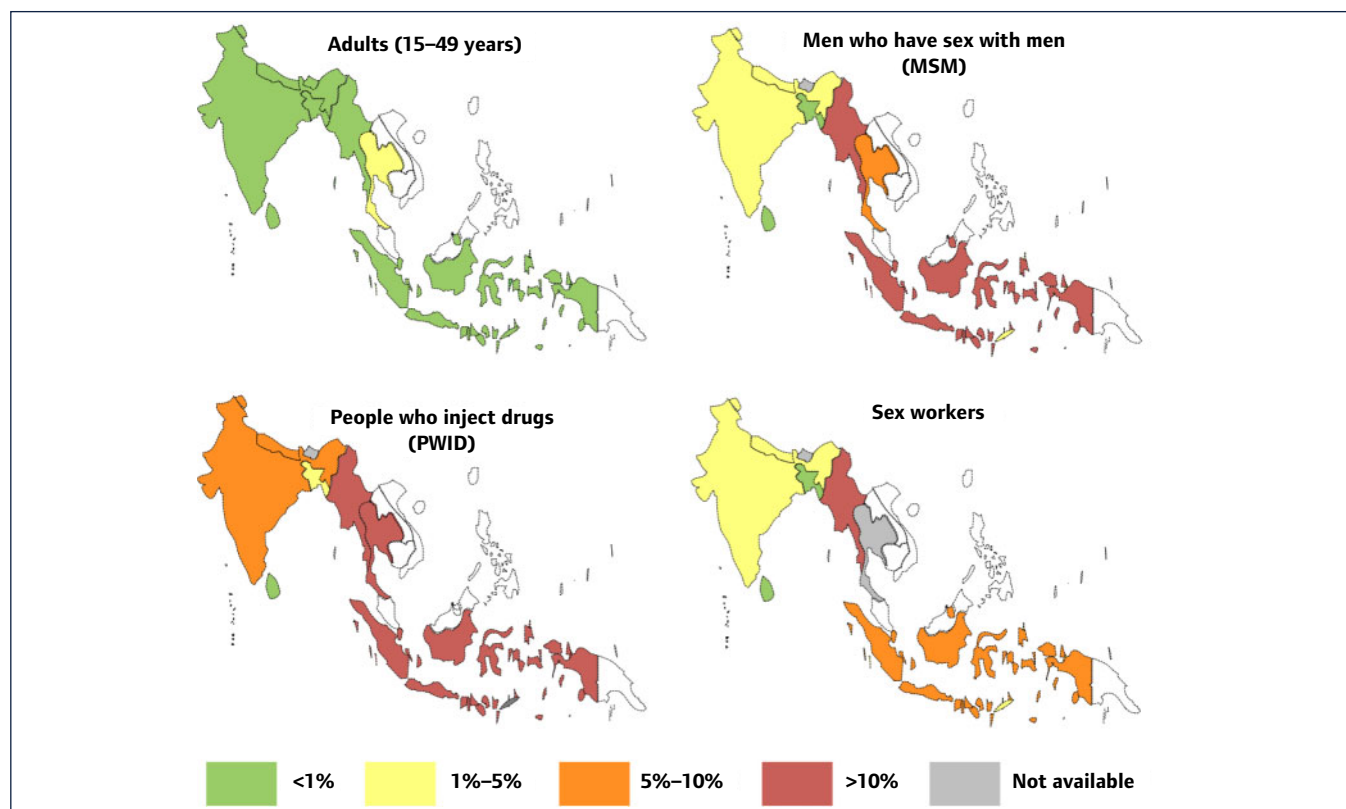 Adults (15–49 years)
Men who have sex with men
(MSM)
People who inject drugs
(PWID)
Sex workers
<1%
1%–5%
5%–10%
>10%
Not available